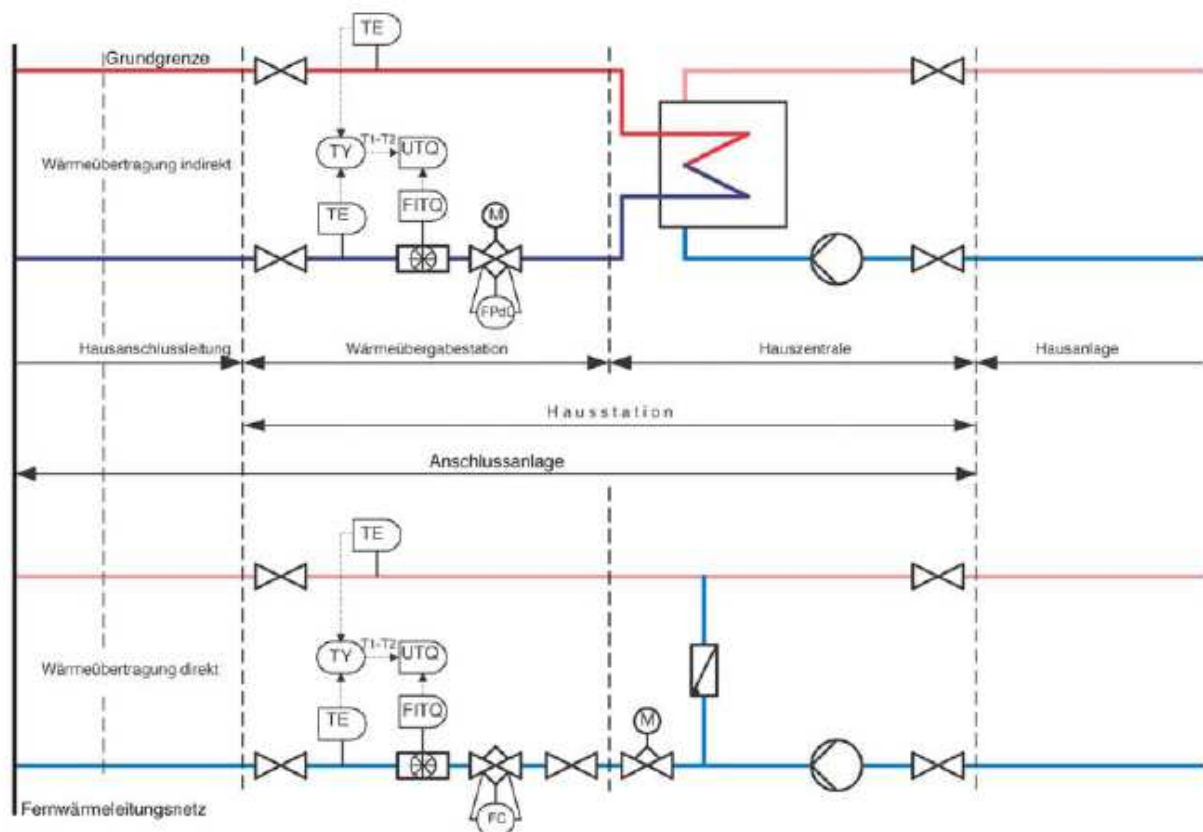 TE
Grundgrenze
Wärmeübertragung indirekt
TY
T1-T2
UTQ
TE
FITQ
M
Hausanschlussleitung
Wärmeübergabestation
Hauszentrale
Hausanlage
Hausstation
Anschlussanlage
TE
Wärmeübertragung direkt
TY
T1-T2
UTQ
TE
FITQ
M
FC
Fernwärmeleitungsnetz